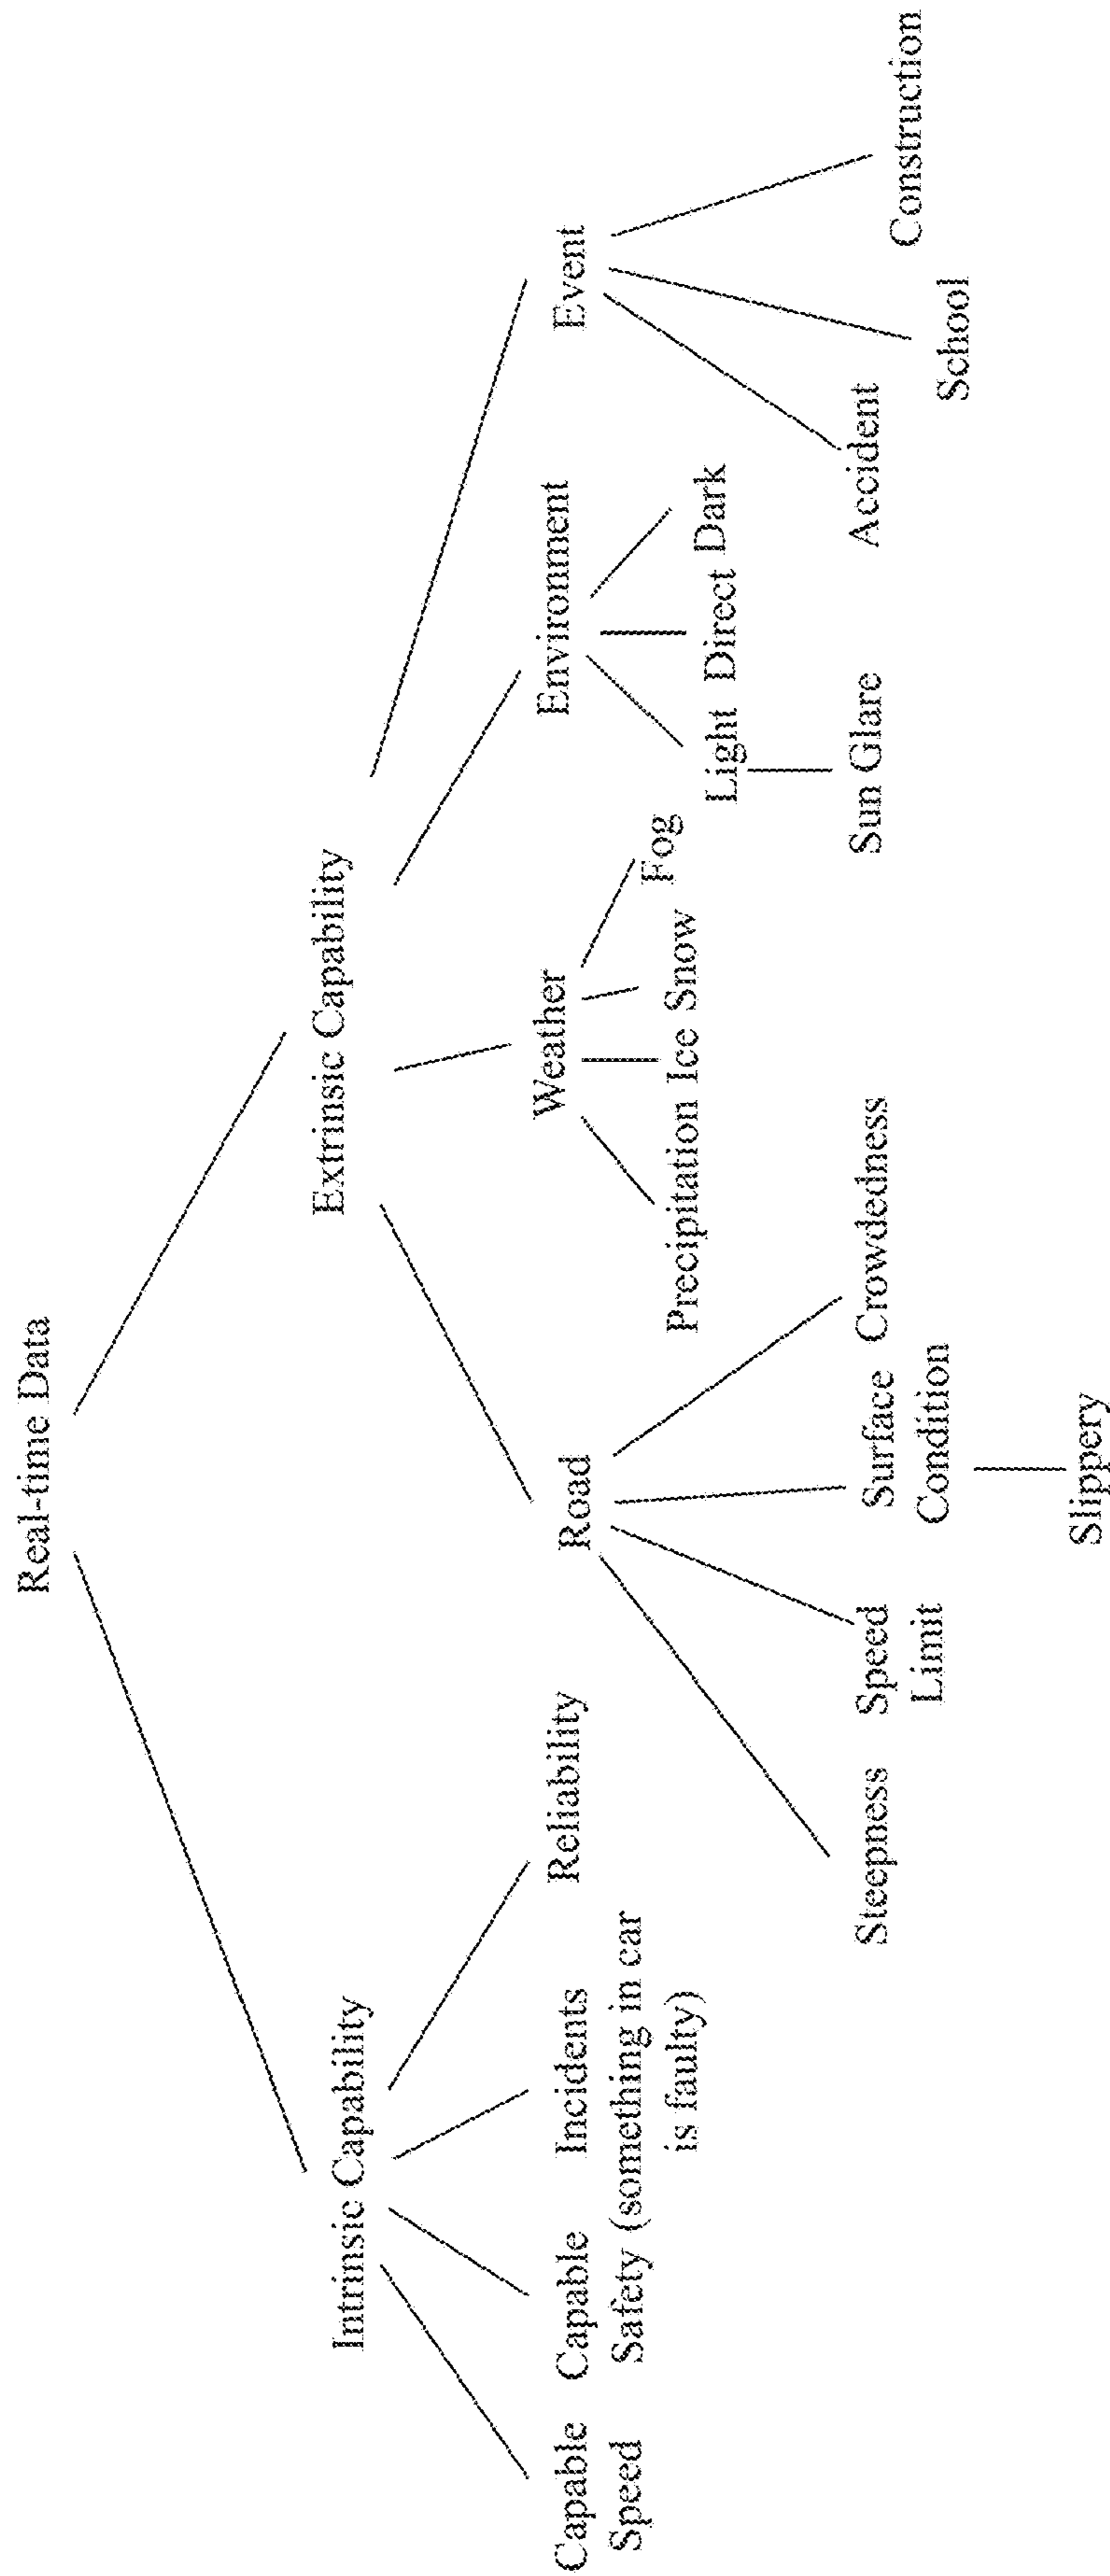 Real-time Data
Intrinsic Capability
Extrinsic Capability
Capable
Speed
Capable
Safety
Incidents
(something in car
is faulty)
Reliability
Road
Weather
Environment
Event
Steepness
Speed
Limit
Surface
Condition
Crowdedness
Slippery
Precipitation
Ice
Snow
Fog
Light
Direct
Dark
Sun Glare
Accident
School
Construction